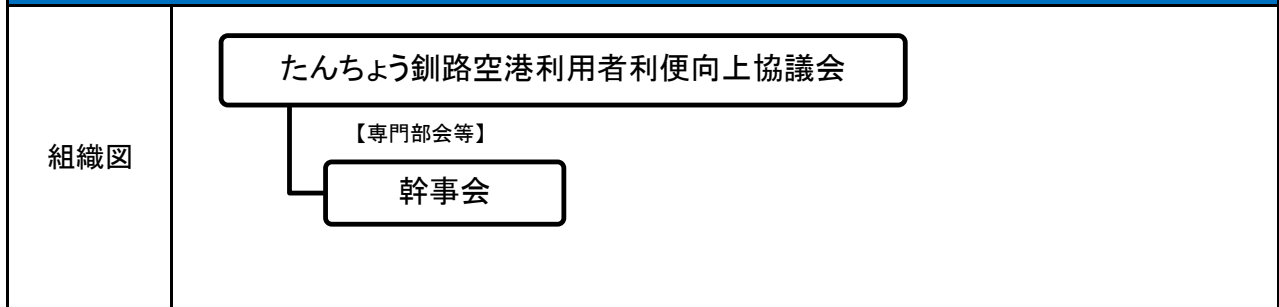 組織図
たんちょう釧路空港利用者利便向上協議会
【専門部会等】
幹事会